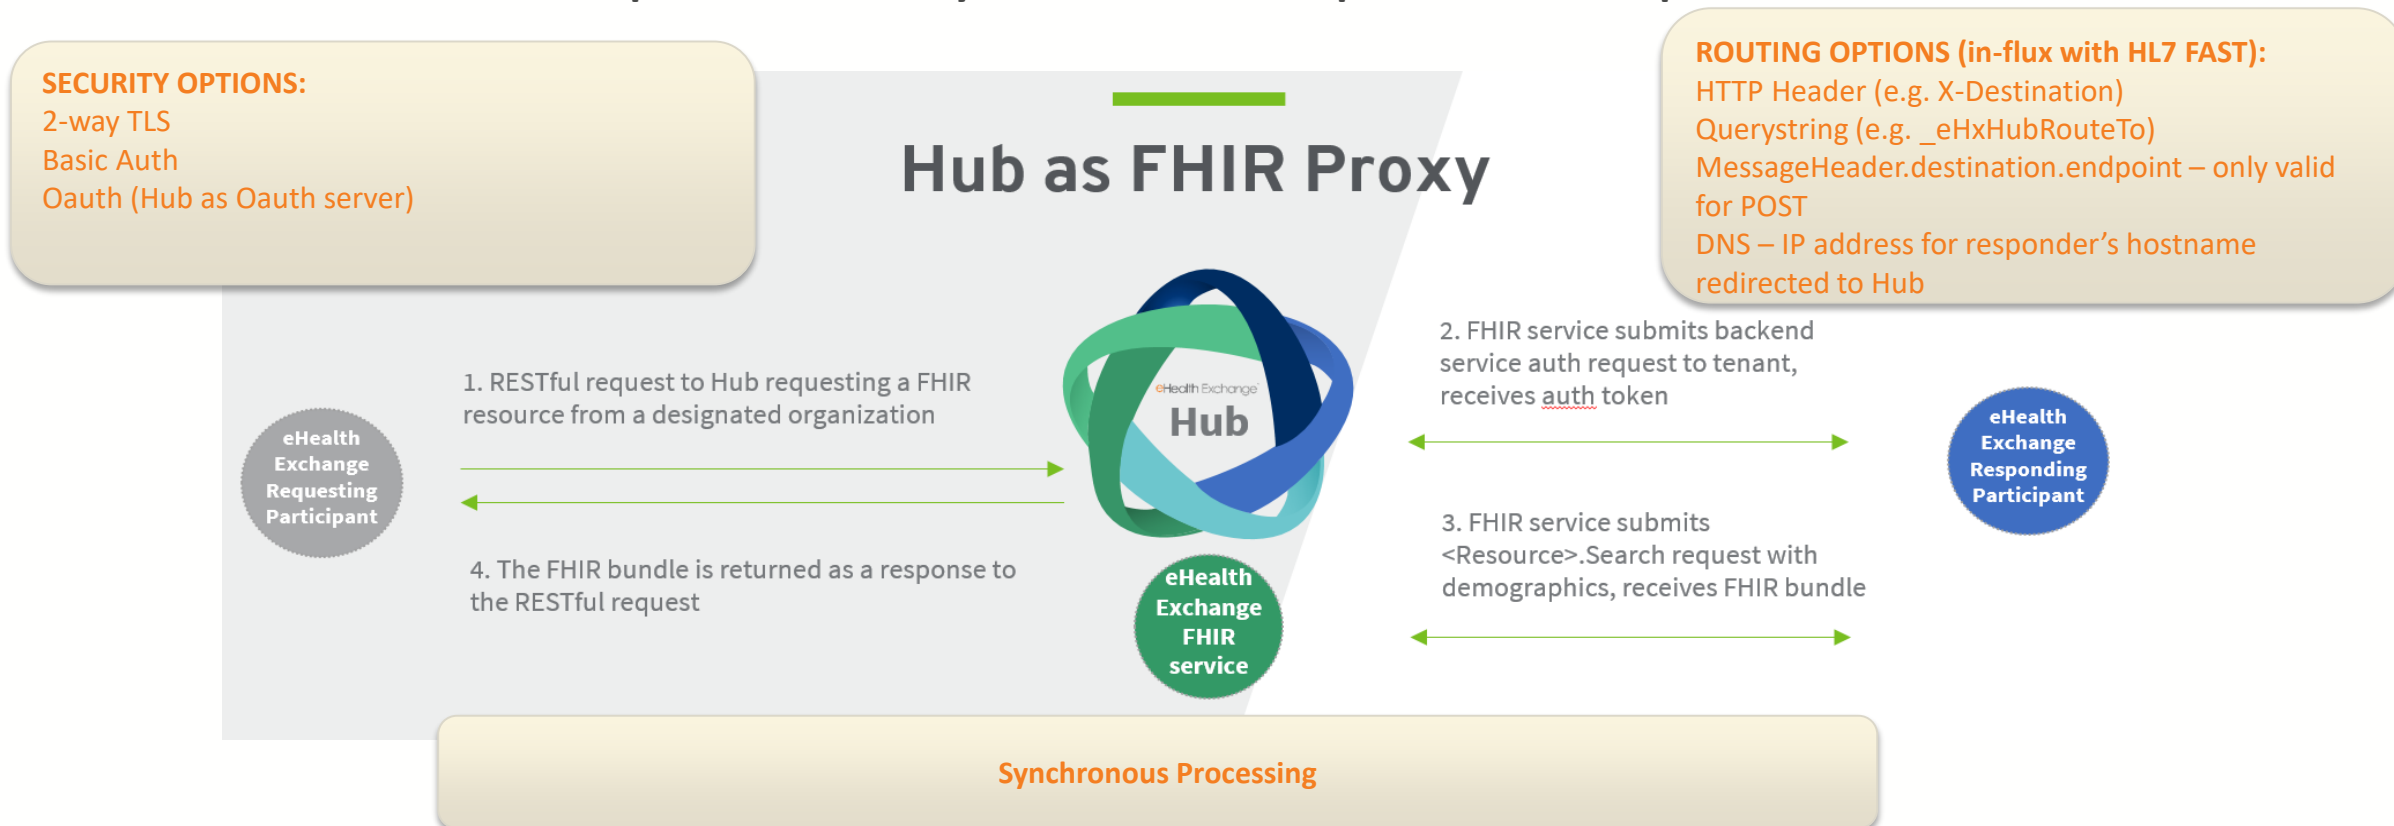 SECURITY OPTIONS:
2-way TLS
Basic Auth
Oauth (Hub as Oauth server)
ROUTING OPTIONS (in-flux with HL7 FAST):
HTTP Header (e.g. X-Destination)
Querystring (e.g. _eHxHubRouteTo)
MessageHeader.destination.endpoint – only valid
for POST
DNS – IP address for responder’s hostname
redirected to Hub
Hub as FHIR Proxy
1. RESTful request to Hub requesting a FHIR
resource from a designated organization
eHealth
Exchange
Requesting
Participant
4. The FHIR bundle is returned as a response to
the RESTful request
eHealth Exchange
Hub
eHealth
Exchange
FHIR
service
2. FHIR service submits backend
service auth request to tenant,
receives auth token
3. FHIR service submits
<Resource>.Search request with
demographics, receives FHIR bundle
eHealth
Exchange
Responding
Participant
Synchronous Processing